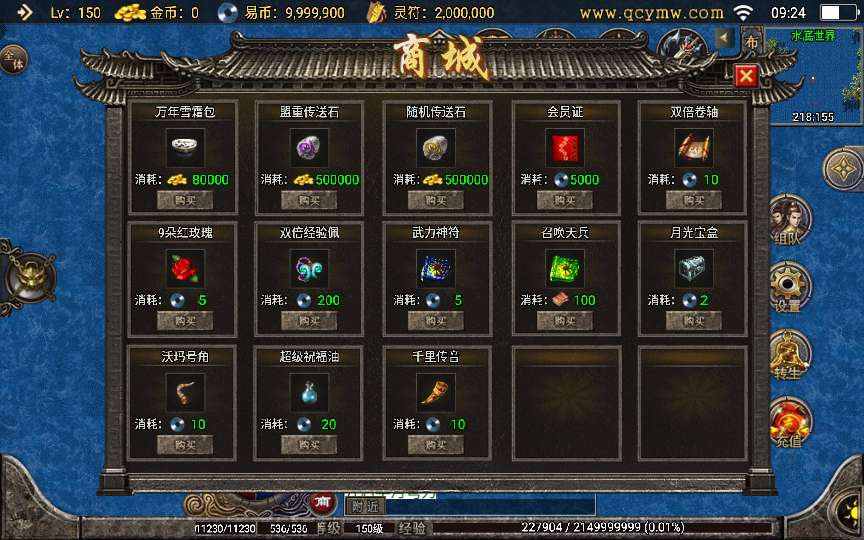 Lv: 150 金币: 0 易币: 9,999,900 灵符: 2,000,000 www.qcymw.com 09:24
全体
商城
布
水底世界
218:155
万年雪霜包 盟重传送石 随机传送石 会员证 双倍卷轴
消耗: 80000 消耗: 500000 消耗: 500000 消耗: 5000 消耗: 10
购买 购买 购买 购买 购买
9朵红玫瑰 双倍经验佩 武力神符 召唤天兵 月光宝盒
消耗: 5 消耗: 200 消耗: 5 消耗: 100 消耗: 2
购买 购买 购买 购买 购买
沃玛号角 超级祝福油 千里传音
消耗: 10 消耗: 20 消耗: 10
购买 购买 购买
组队
设置
转生
充值
商 附近
11230/11230 536/536 等级 150级 经验 227904 / 2149999999 (0.01%)